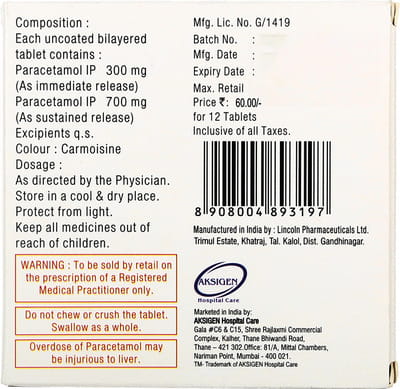 Composition :
Each uncoated bilayered
tablet contains :
Paracetamol IP 300 mg
(As immediate release)
Paracetamol IP 700 mg
(As sustained release)
Excipients q.s.
Colour : Carmoisine
Dosage :
As directed by the Physician.
Store in a cool & dry place.
Protect from light.
Keep all medicines out of
reach of children.
WARNING : To be sold by retail on
the prescription of a Registered
Medical Practitioner only.
Do not chew or crush the tablet.
Swallow as a whole.
Overdose of Paracetamol may
be injurious to liver.
Mfg. Lic. No. G/1419
Batch No. :
Mfg. Date :
Expiry Date :
Max. Retail
Price ₹: 60.00/-
for 12 Tablets
Inclusive of all Taxes.
8 908004 893197
Manufactured in India by : Lincoln Pharmaceuticals Ltd.
Trimul Estate, Khatraj, Tal. Kalol, Dist. Gandhinagar.
AKSIGEN
Hospital Care
Marketed in India by:
AKSIGEN Hospital Care
Gala #C6 & C15, Shree Rajlaxmi Commercial
Complex, Kalher, Thane Bhiwandi Road,
Thane - 421 302. Office: 81/A, Mittal Chambers,
Nariman Point, Mumbai - 400 021.
TM- Trademark of AKSIGEN Hospital Care